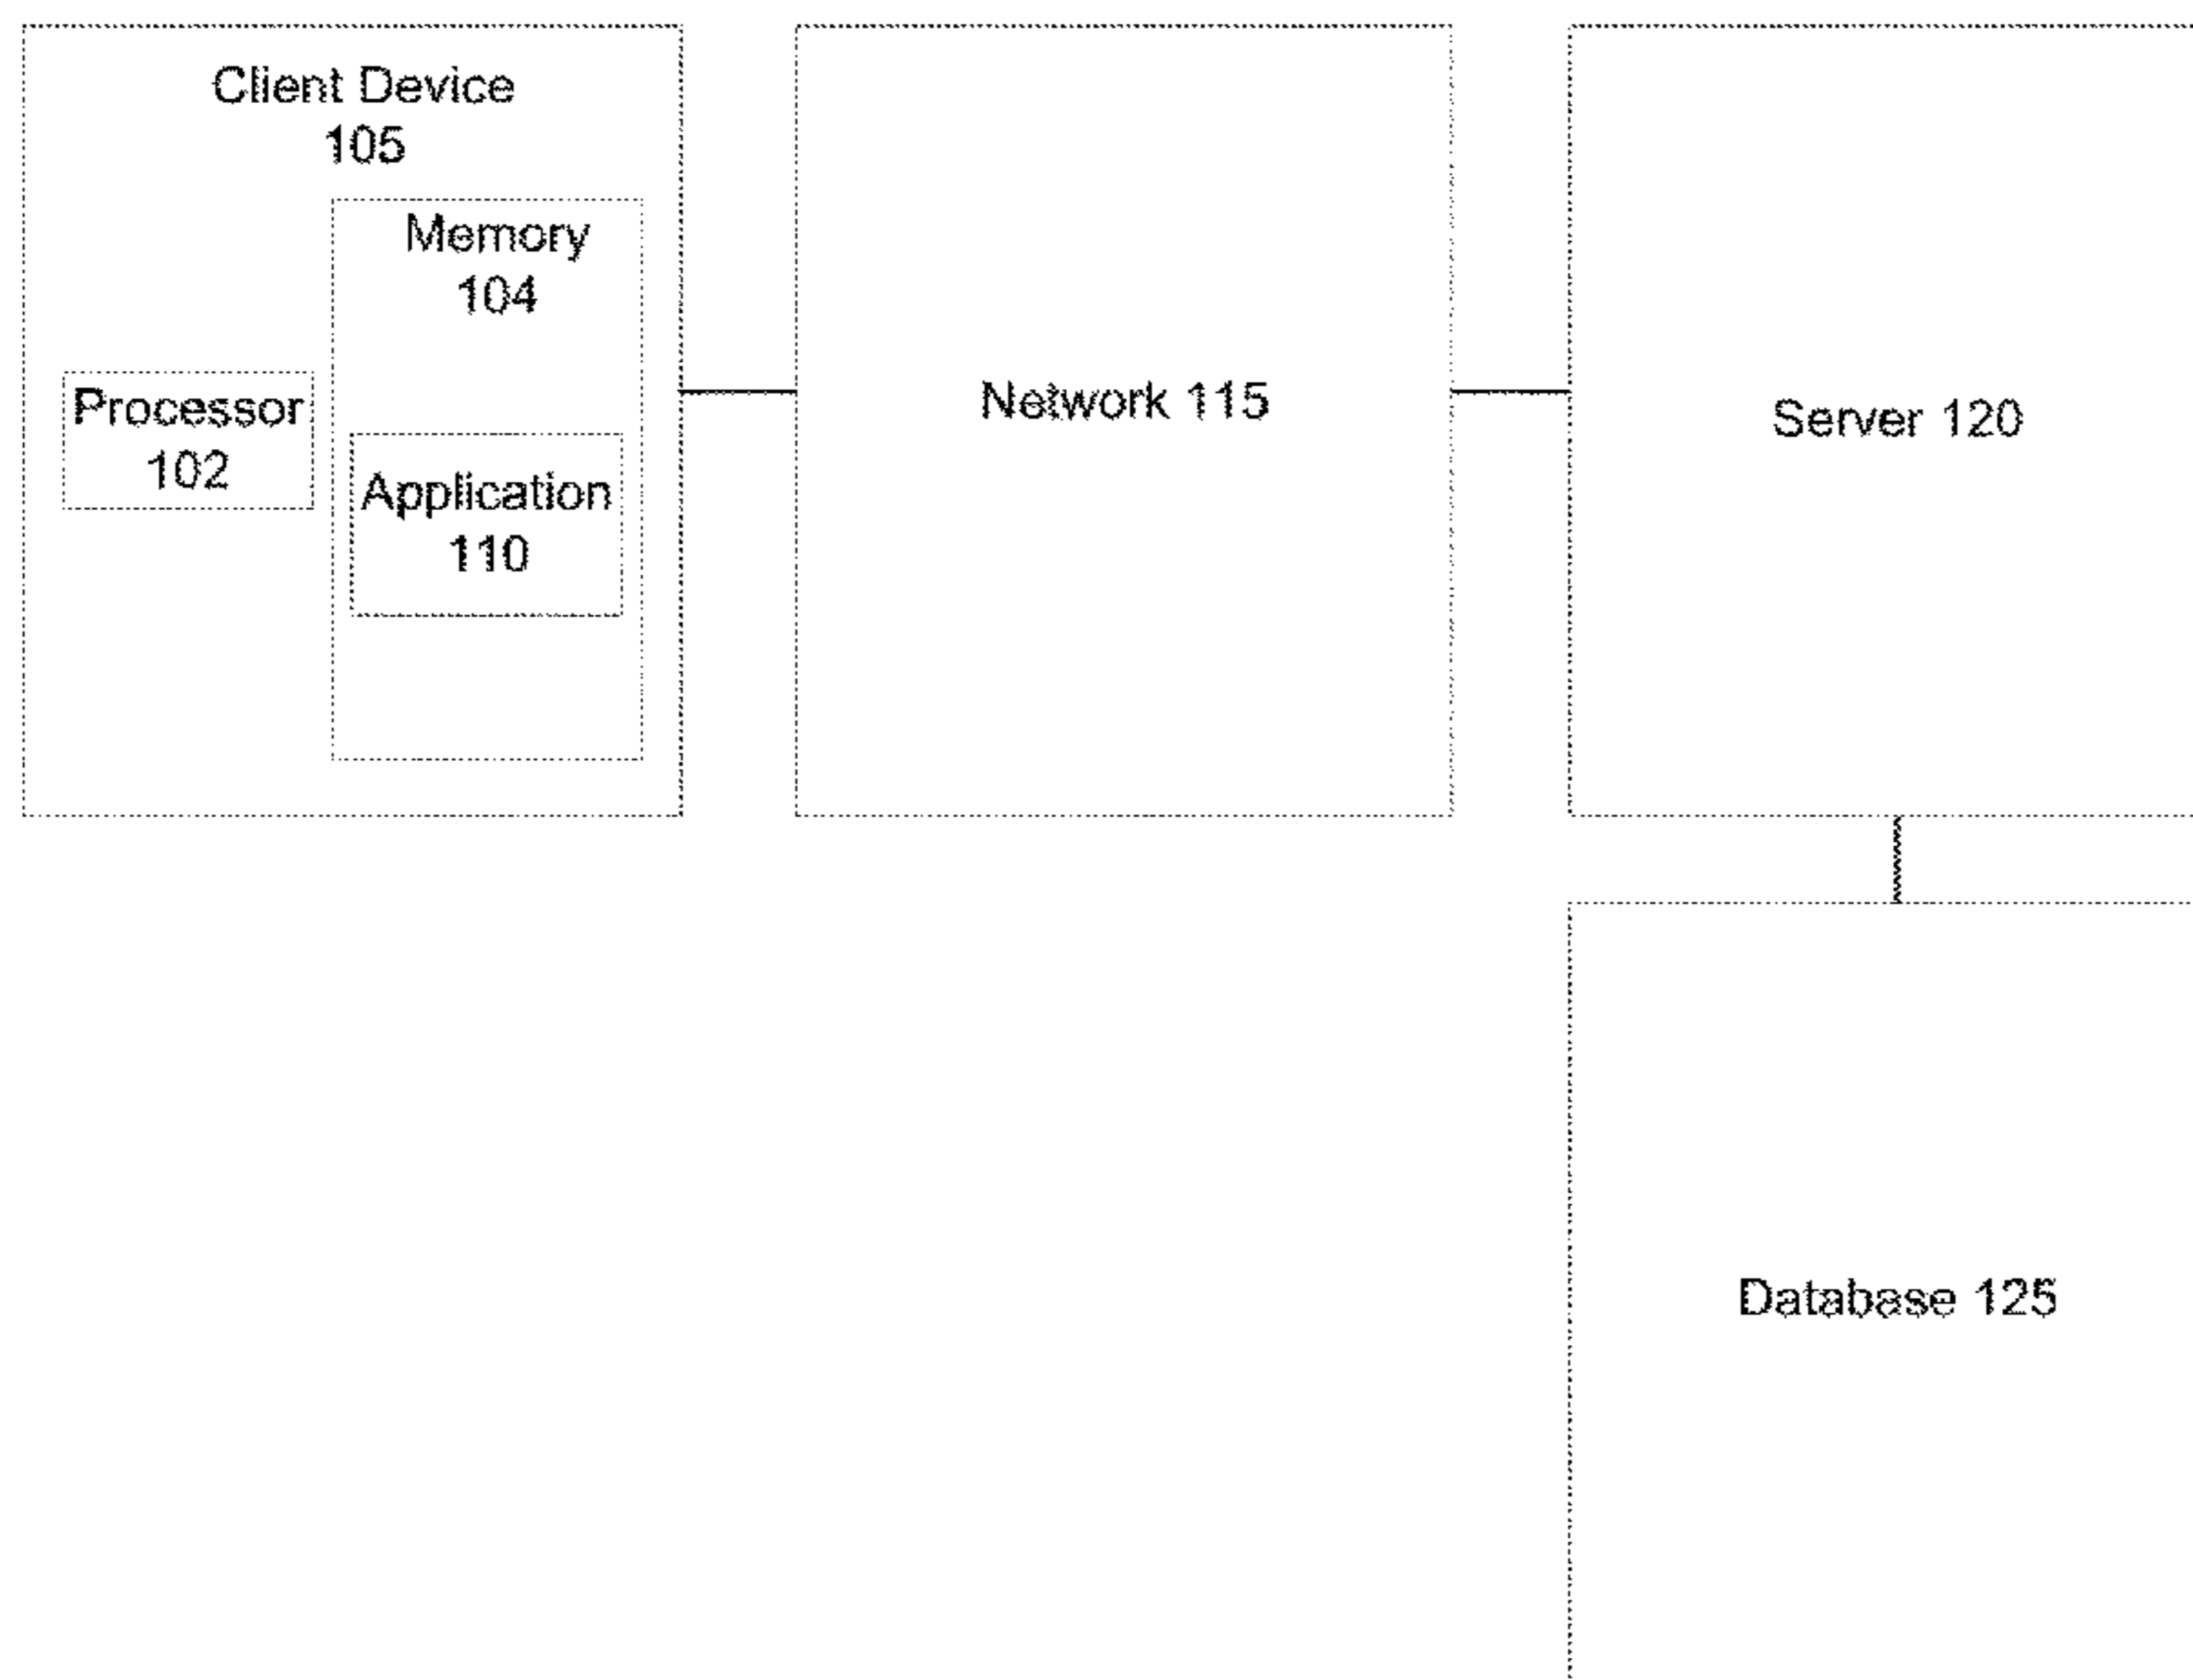 Client Device
105
Memory
104
Processor
102
Application
110
Network 115
Server 120
Database 125